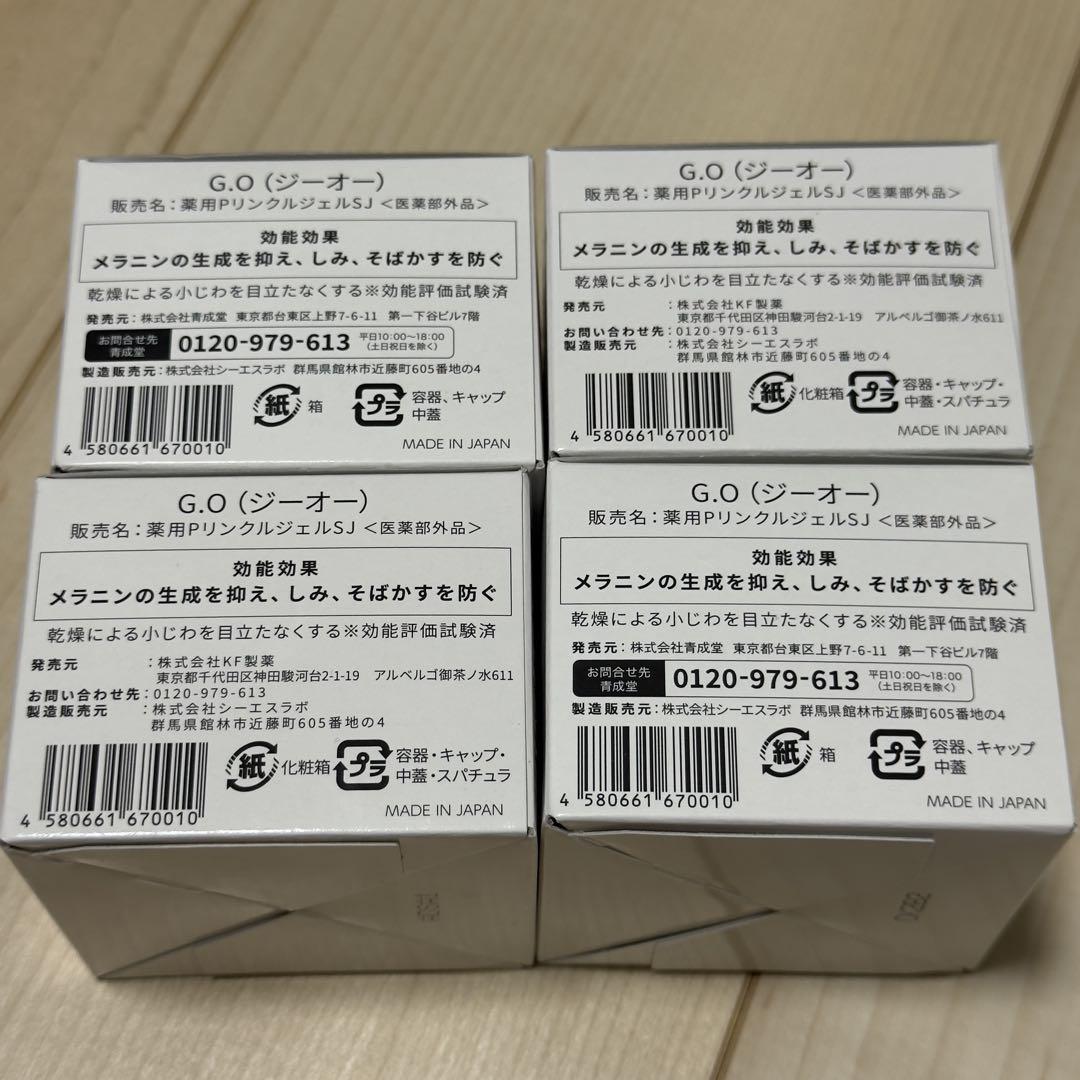 G.O（ジーオー）
販売名：薬用PリンクルジェルSJ＜医薬部外品＞
効能効果
メラニンの生成を抑え、しみ、そばかすを防ぐ
乾燥による小じわを目立たなくする※効能評価試験済
発売元：株式会社青成堂 東京都台東区上野7-6-11 第一下谷ビル7階
お問合せ先
青成堂
0120-979-613
平日10:00〜18:00
（土日祝日を除く）
製造販売元：株式会社シーエスラボ 群馬県館林市近藤町605番地の4
紙 箱
プラ 容器、キャップ
中蓋
4 580661 670010
MADE IN JAPAN
G.O（ジーオー）
販売名：薬用PリンクルジェルSJ＜医薬部外品＞
効能効果
メラニンの生成を抑え、しみ、そばかすを防ぐ
乾燥による小じわを目立たなくする※効能評価試験済
発売元 ：株式会社KF製薬
東京都千代田区神田駿河台2-1-19 アルベルゴ御茶ノ水611
お問い合わせ先：0120-979-613
製造販売元 ：株式会社シーエスラボ
群馬県館林市近藤町605番地の4
紙 化粧箱
プラ 容器・キャップ・
中蓋・スパチュラ
4 580661 670010
MADE IN JAPAN
G.O（ジーオー）
販売名：薬用PリンクルジェルSJ＜医薬部外品＞
効能効果
メラニンの生成を抑え、しみ、そばかすを防ぐ
乾燥による小じわを目立たなくする※効能評価試験済
発売元 ：株式会社KF製薬
東京都千代田区神田駿河台2-1-19 アルベルゴ御茶ノ水611
お問い合わせ先：0120-979-613
製造販売元 ：株式会社シーエスラボ
群馬県館林市近藤町605番地の4
紙 化粧箱
プラ 容器・キャップ・
中蓋・スパチュラ
4 580661 670010
MADE IN JAPAN
G.O（ジーオー）
販売名：薬用PリンクルジェルSJ＜医薬部外品＞
効能効果
メラニンの生成を抑え、しみ、そばかすを防ぐ
乾燥による小じわを目立たなくする※効能評価試験済
発売元：株式会社青成堂 東京都台東区上野7-6-11 第一下谷ビル7階
お問合せ先
青成堂
0120-979-613
平日10:00〜18:00
（土日祝日を除く）
製造販売元：株式会社シーエスラボ 群馬県館林市近藤町605番地の4
紙 箱
プラ 容器、キャップ
中蓋
4 580661 670010
MADE IN JAPAN